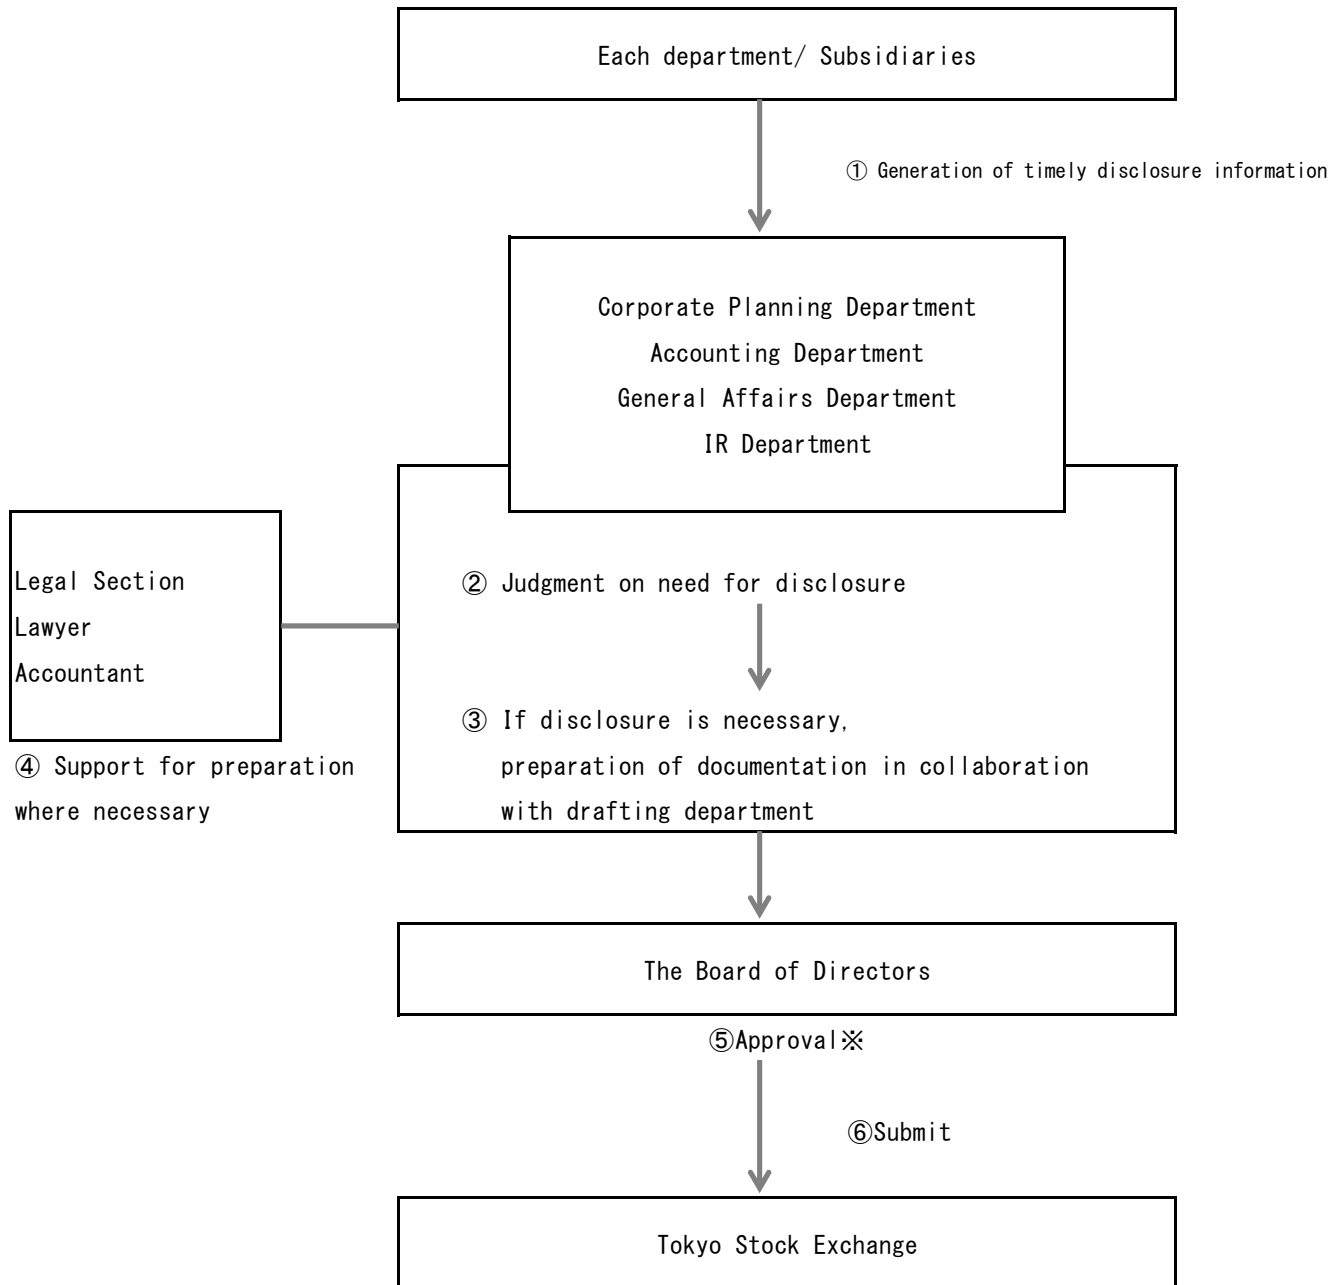 Each department/ Subsidiaries
① Generation of timely disclosure information
Corporate Planning Department
Accounting Department
General Affairs Department
IR Department
Legal Section
Lawyer
Accountant
② Judgment on need for disclosure
③ If disclosure is necessary,
preparation of documentation in collaboration
with drafting department
④ Support for preparation
where necessary
The Board of Directors
⑤Approval※
⑥Submit
Tokyo Stock Exchange